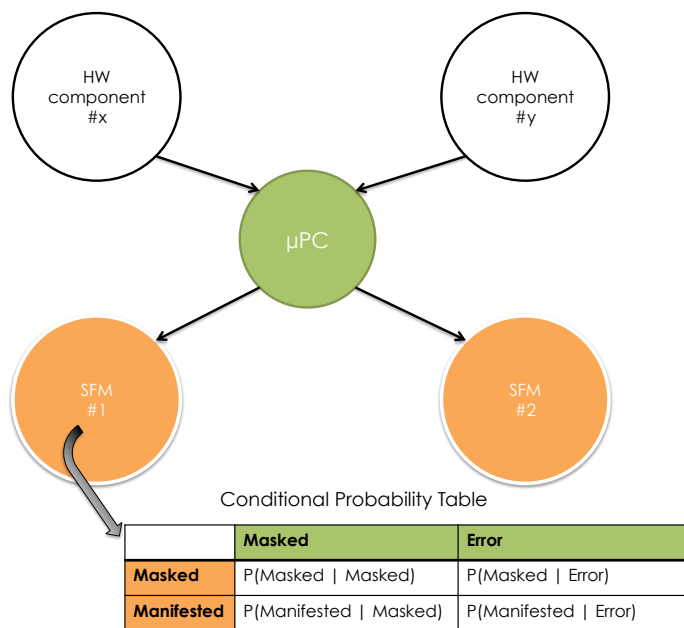 HW
component
#x
HW
component
#y
µPC
SFM
#1
SFM
#2
Conditional Probability Table
Masked Error
Masked P(Masked | Masked) P(Masked | Error)
Manifested P(Manifested | Masked) P(Manifested | Error)